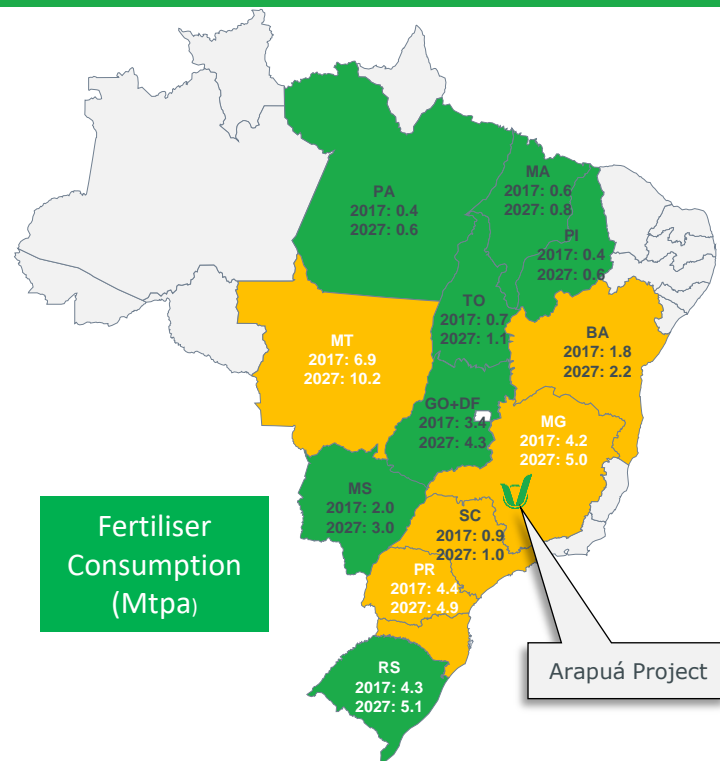 PA
2017: 0.4
2027: 0.6
MA
2017: 0.6
2027: 0.8
PI
2017: 0.4
2027: 0.6
TO
2017: 0.7
2027: 1.1
MT
2017: 6.9
2027: 10.2
BA
2017: 1.8
2027: 2.2
GO+DF
2017: 3.4
2027: 4.3
MG
2017: 4.2
2027: 5.0
MS
2017: 2.0
2027: 3.0
SC
2017: 0.9
2027: 1.0
PR
2017: 4.4
2027: 4.9
RS
2017: 4.3
2027: 5.1
Fertiliser
Consumption
(Mtpa)
Arapuá Project